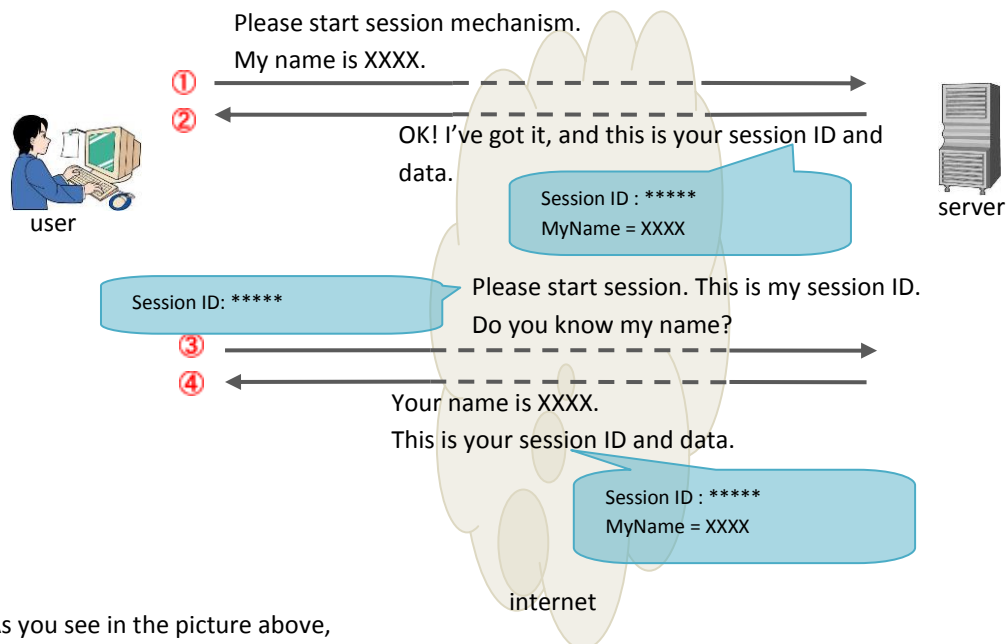 Please start session mechanism.
My name is XXXX.
①
②
OK! I've got it, and this is your session ID and
data.
Session ID : *****
MyName = XXXX
user
server
Session ID: *****
Please start session. This is my session ID.
Do you know my name?
③
④
Your name is XXXX.
This is your session ID and data.
Session ID : *****
MyName = XXXX
internet
As you see in the picture above,